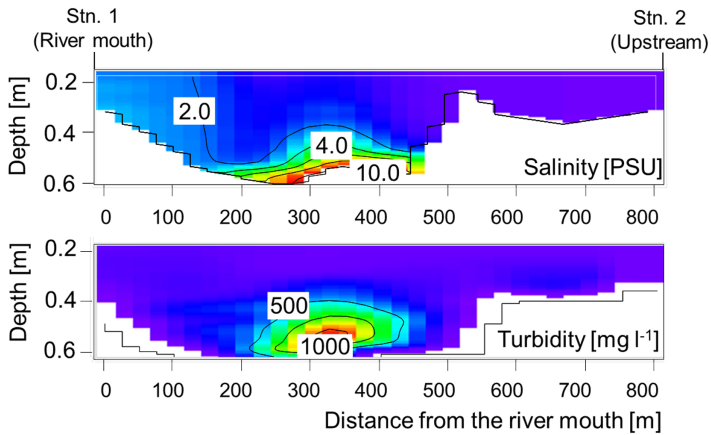 Stn. 1
(River mouth)
Stn. 2
(Upstream)
Depth [m]
0.2
0.4
0.6
2.0
4.0
10.0
Salinity [PSU]
0 100 200 300 400 500 600 700 800
Depth [m]
0.2
0.4
0.6
500
1000
Turbidity [mg l-1]
0 100 200 300 400 500 600 700 800
Distance from the river mouth [m]